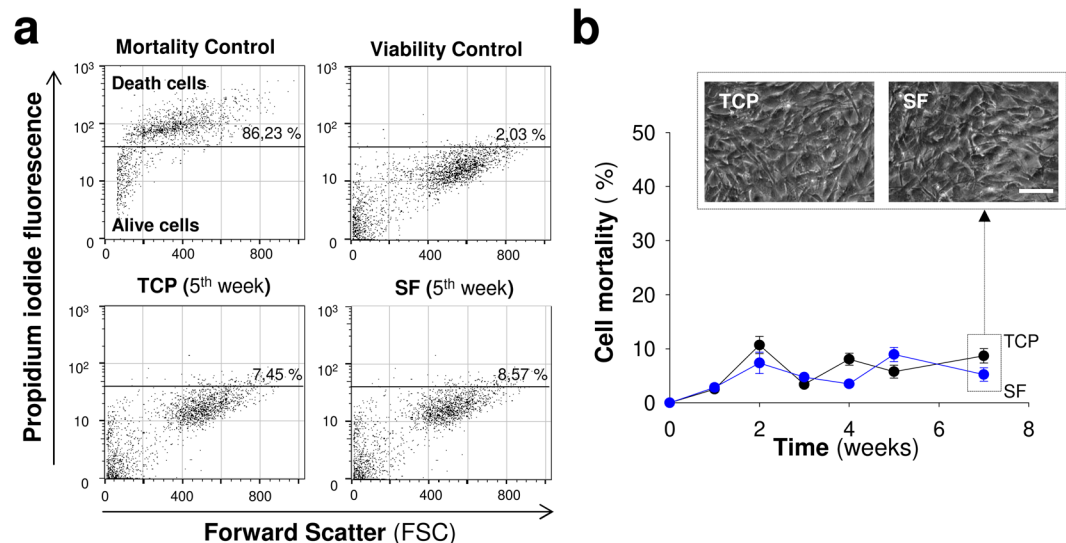 a
Mortality Control
Viability Control
Propidium iodide fluorescence
10³
10²
10
0
Death cells
86,23 %
Alive cells
0
400
800
10³
10²
10
0
2,03 %
0
400
800
TCP (5th week)
SF (5th week)
10³
10²
10
0
7,45 %
0
400
800
10³
10²
10
0
8,57 %
0
400
800
Forward Scatter (FSC)
b
TCP
SF
Cell mortality ( %)
50
40
30
20
10
0
TCP
SF
0
2
4
6
8
Time (weeks)